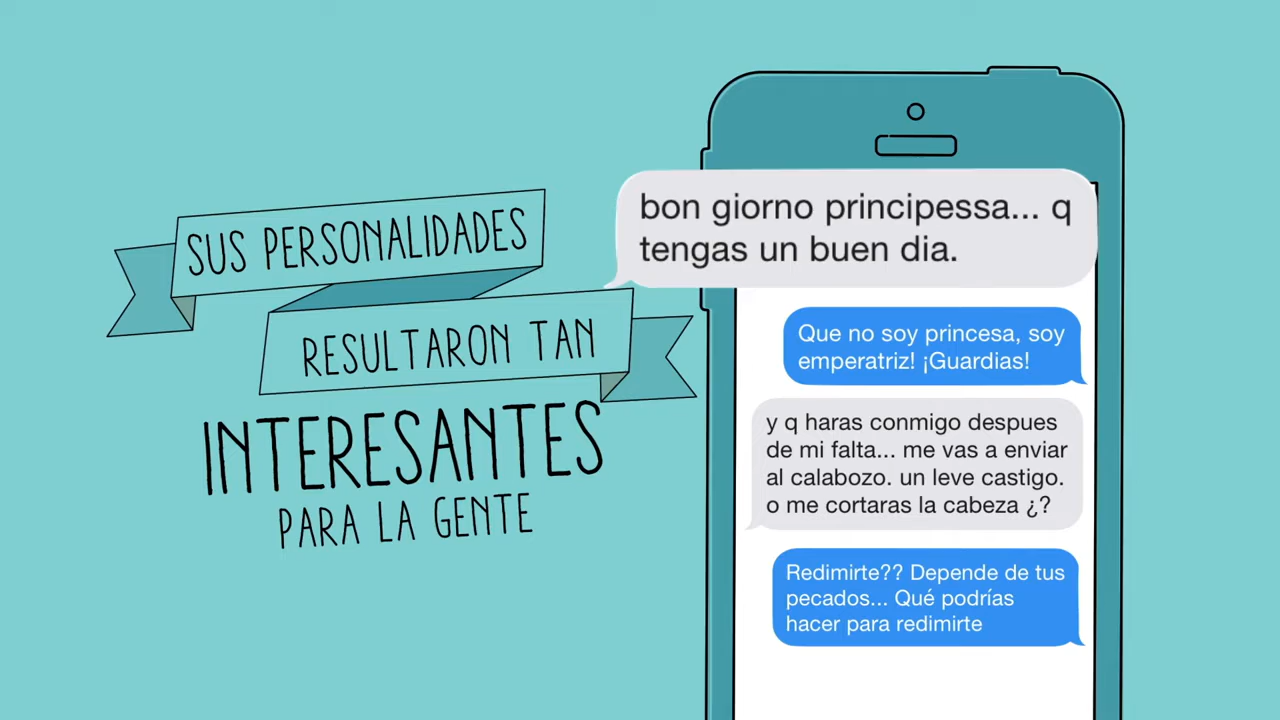 SUS PERSONALIDADES
RESULTARON TAN
INTERESANTES
PARA LA GENTE
bon giorno principessa... q
tengas un buen dia.
Que no soy princesa, soy
emperatriz! ¡Guardias!
y q haras conmigo despues
de mi falta... me vas a enviar
al calabozo. un leve castigo.
o me cortaras la cabeza ¿?
Redimirte?? Depende de tus
pecados... Qué podrías
hacer para redimirte